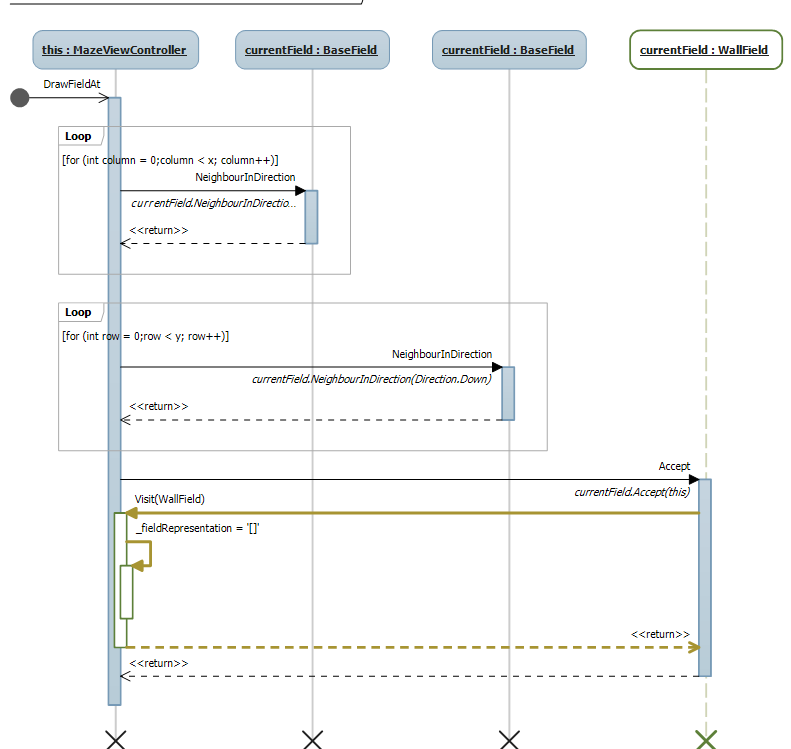 this : MazeViewController
currentField : BaseField
currentField : BaseField
currentField : WallField
DrawFieldAt
Loop
[for (int column = 0;column < x; column++)]
NeighbourInDirection
currentField.NeighbourInDirectio...
<<return>>
Loop
[for (int row = 0;row < y; row++)]
NeighbourInDirection
currentField.NeighbourInDirection(Direction.Down)
<<return>>
Accept
currentField.Accept(this)
Visit(WallField)
_fieldRepresentation = '[]'
<<return>>
<<return>>